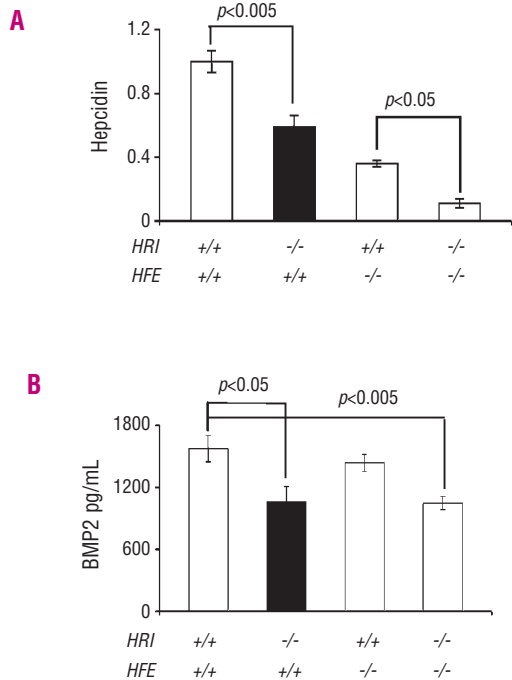 A
p<0.005
1.2
p<0.05
0.8
Hepcidin
0.4
0
HRI +/+ -/- +/+ -/-
HFE +/+ +/+ -/- -/-
B
p<0.05
p<0.005
1800
1200
BMP2 pg/mL
600
0
HRI +/+ -/- +/+ -/-
HFE +/+ +/+ -/- -/-